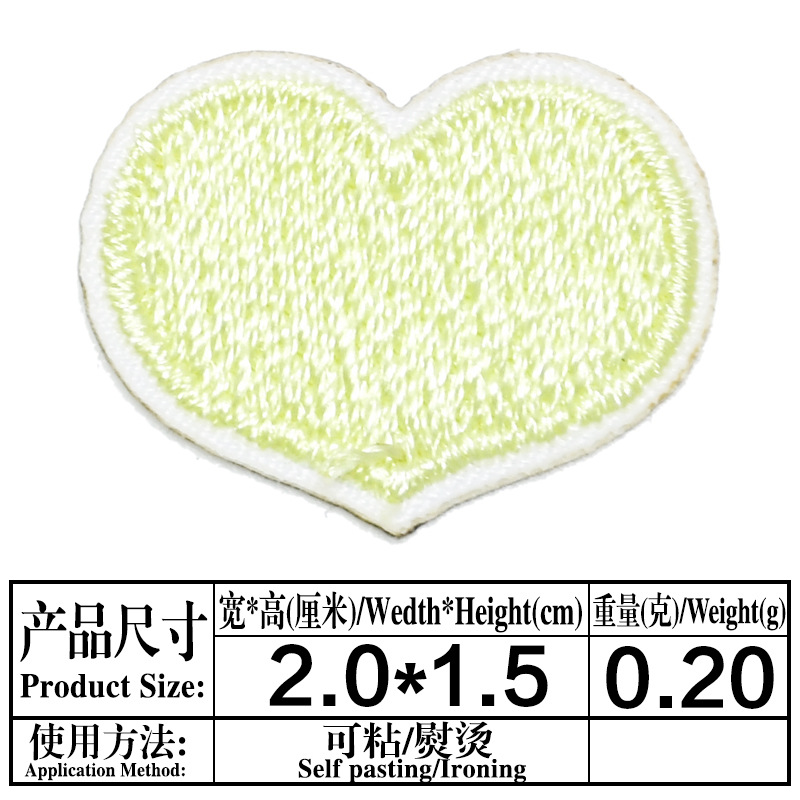 产品尺寸
Product Size:
宽*高(厘米)/Wedth*Height(cm)
重量(克)/Weight(g)
2.0*1.5
0.20
使用方法:
Application Method:
可粘/熨烫
Self pasting/Ironing